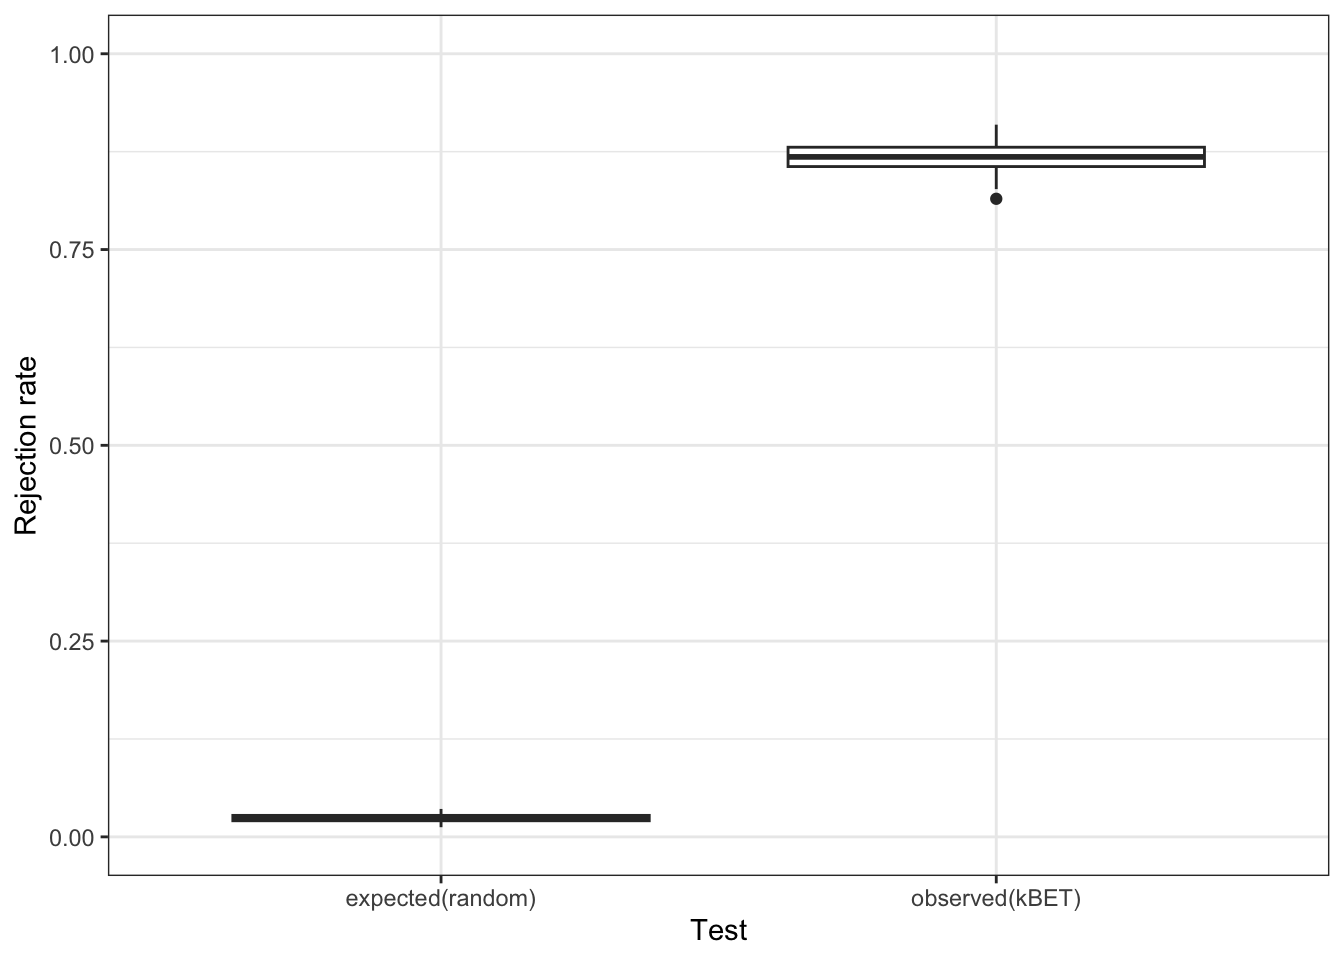 Rejection rate
1.00
0.75
0.50
0.25
0.00
expected(random)
observed(kBET)
Test